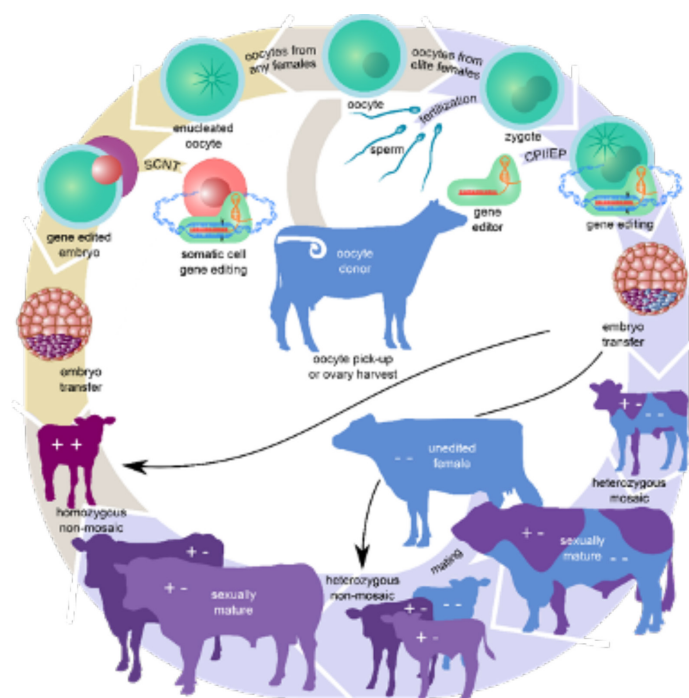 oocytes from
any females
oocytes from
elite females
oocyte
enucleated
oocyte
fertilization
zygote
sperm
SCNT
CPI/EP
gene
editor
gene edited
embryo
somatic cell
gene editing
gene editing
oocyte
donor
embryo
transfer
oocyte pick-up
or ovary harvest
embryo
transfer
+ +
+ -
- -
homozygous
non-mosaic
- -
unedited
female
heterozygous
mosaic
+ -
+ -
sexually
mature
heterozygous
non-mosaic
mating
+ -
- -
+ -
+ -
sexually
mature
- -